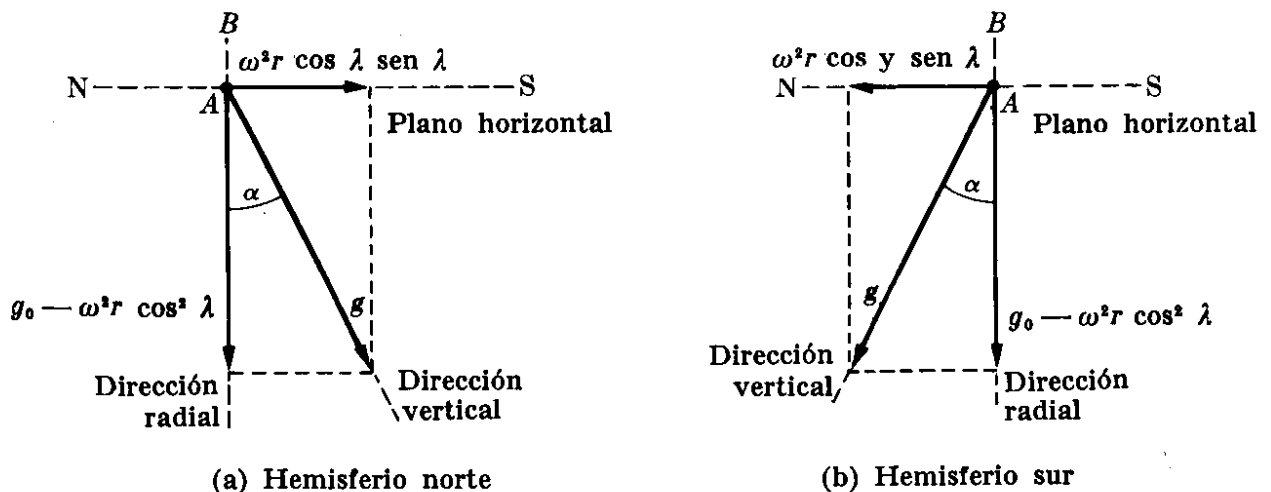 B
ω²r cos λ sen λ
N
S
A
Plano horizontal
α
g₀ — ω²r cos² λ
g
Dirección
radial
Dirección
vertical
(a) Hemisferio norte
B
ω²r cos y sen λ
N
S
A
Plano horizontal
α
g
g₀ — ω²r cos² λ
Dirección
vertical
Dirección
radial
(b) Hemisferio sur